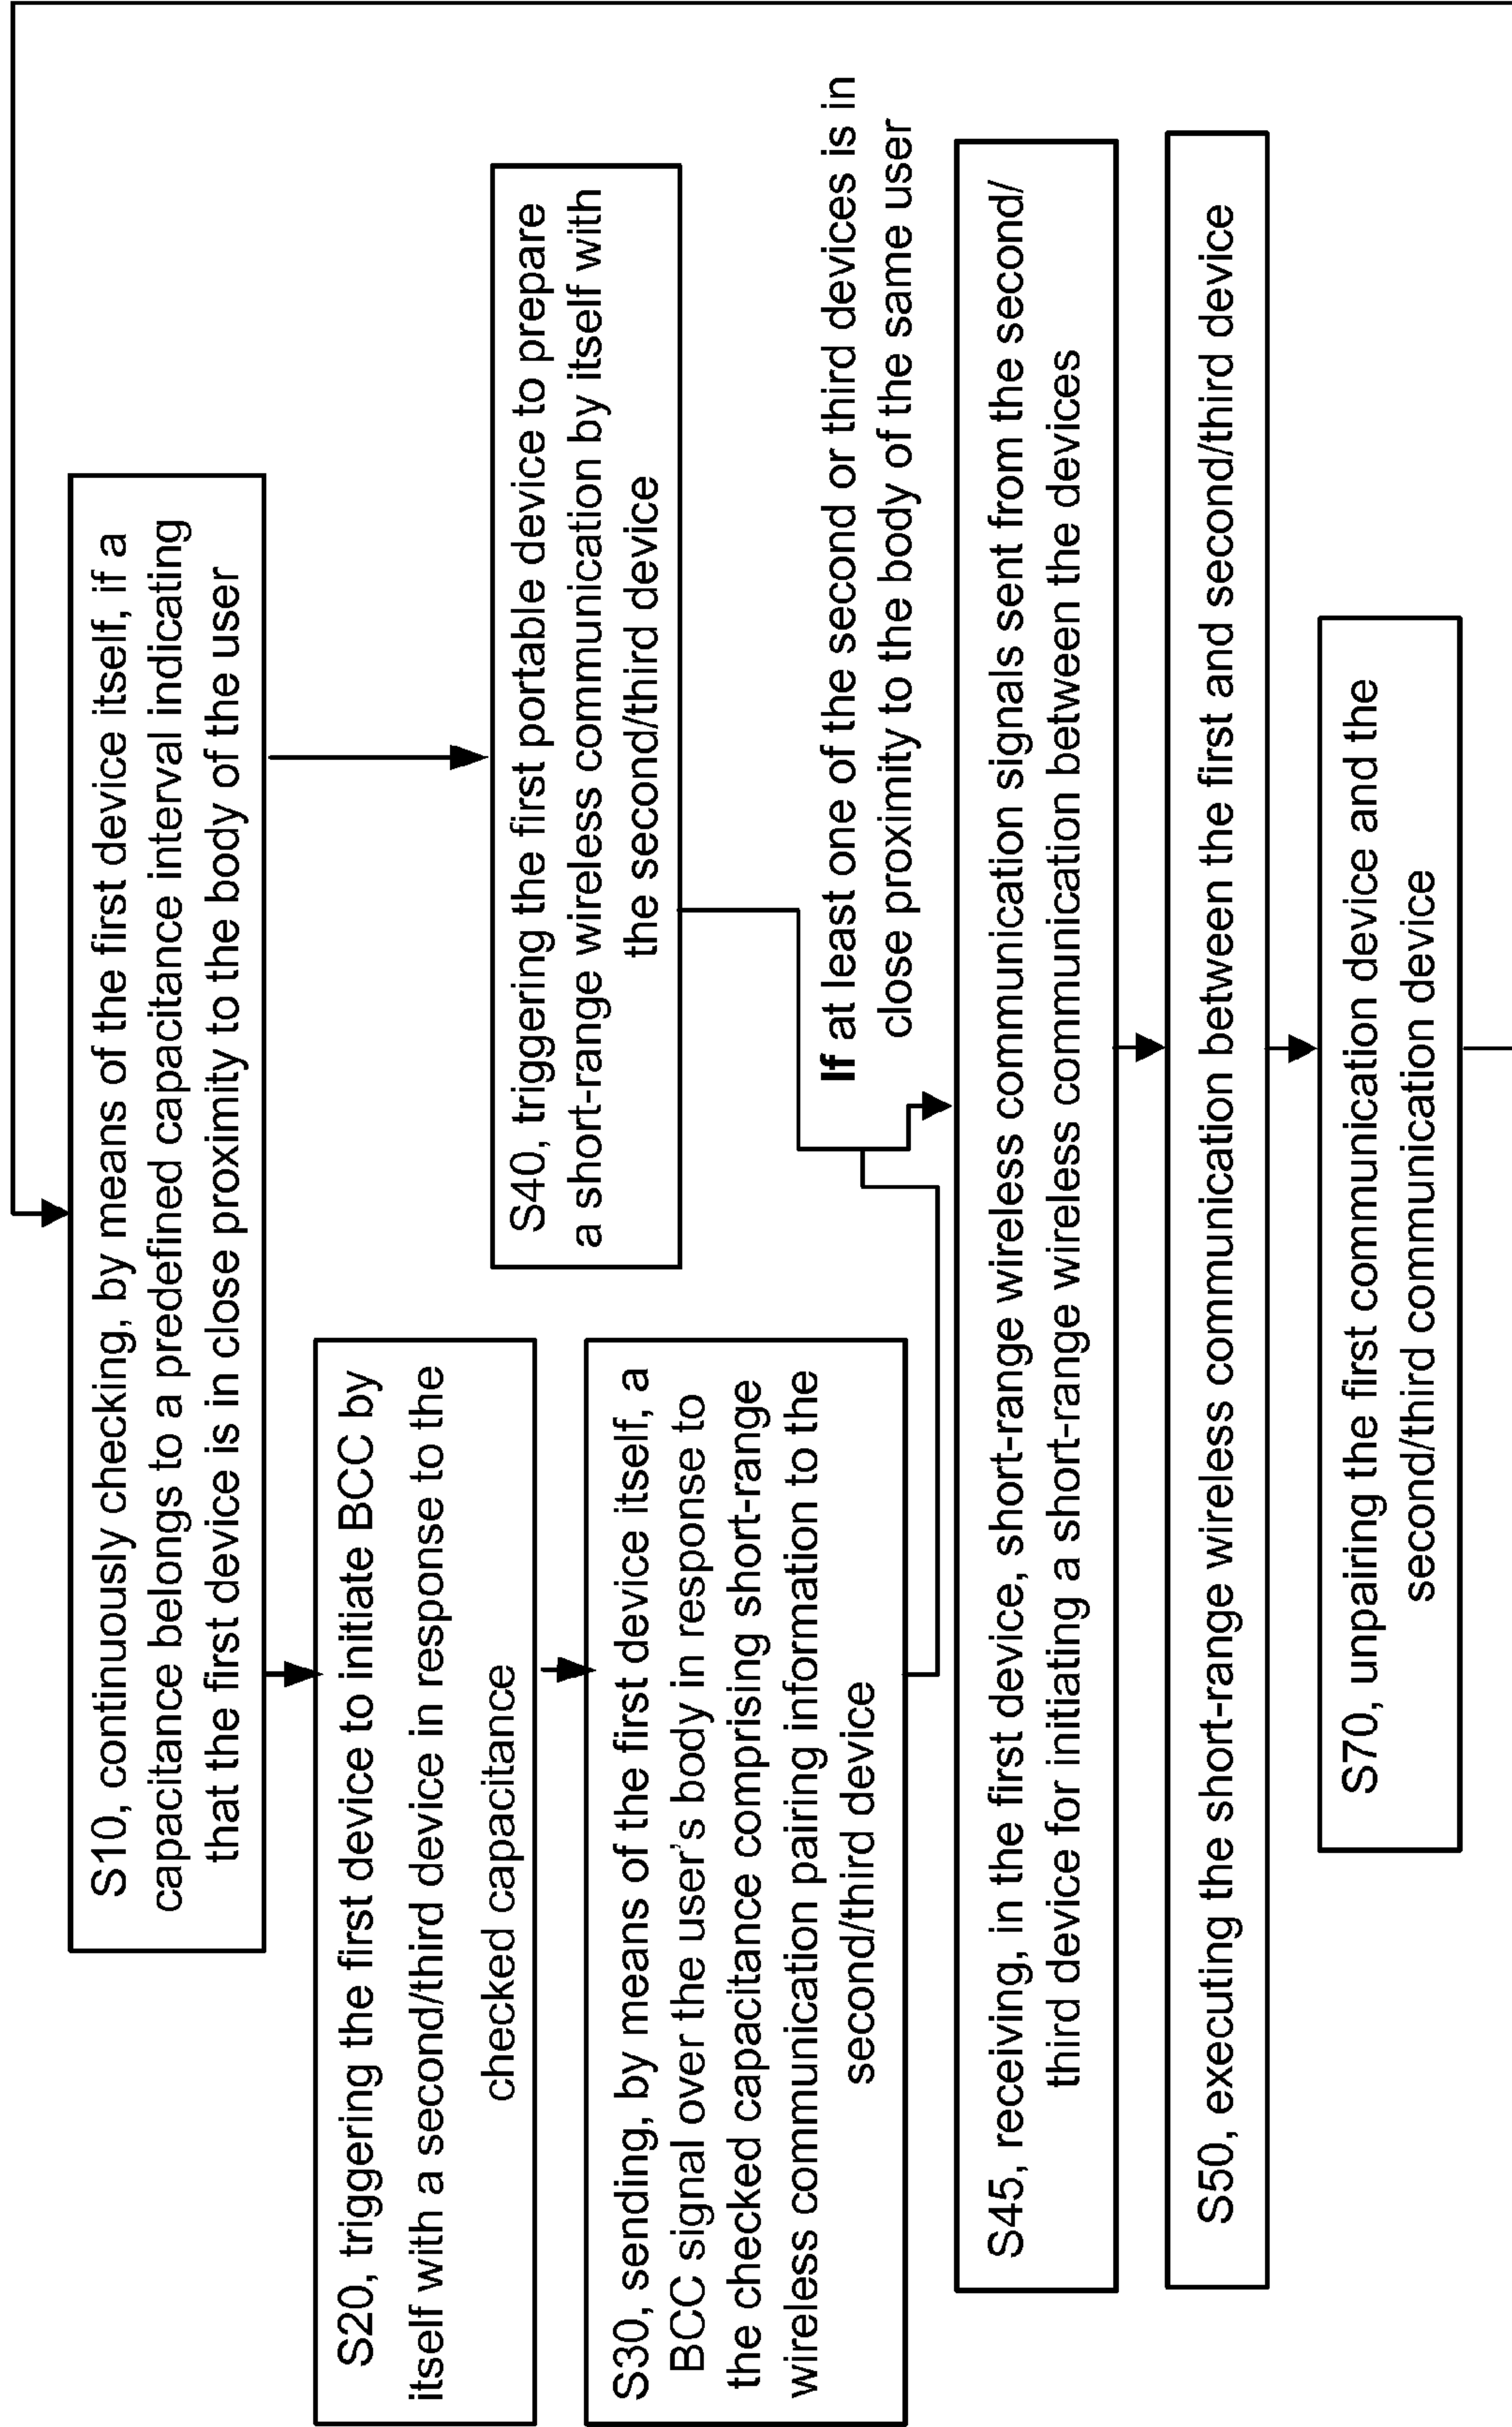 S10, continuously checking, by means of the first device itself, if a
capacitance belongs to a predefined capacitance interval indicating
that the first device is in close proximity to the body of the user
S20, triggering the first device to initiate BCC by
itself with a second/third device in response to the
checked capacitance
S30, sending, by means of the first device itself, a
BCC signal over the user's body in response to
the checked capacitance comprising short-range
wireless communication pairing information to the
second/third device
S40, triggering the first portable device to prepare
a short-range wireless communication by itself with
the second/third device
If at least one of the second or third devices is in
close proximity to the body of the same user
S45, receiving, in the first device, short-range wireless communication signals sent from the second/
third device for initiating a short-range wireless communication between the devices
S50, executing the short-range wireless communication between the first and second/third device
S70, unpairing the first communication device and the
second/third communication device